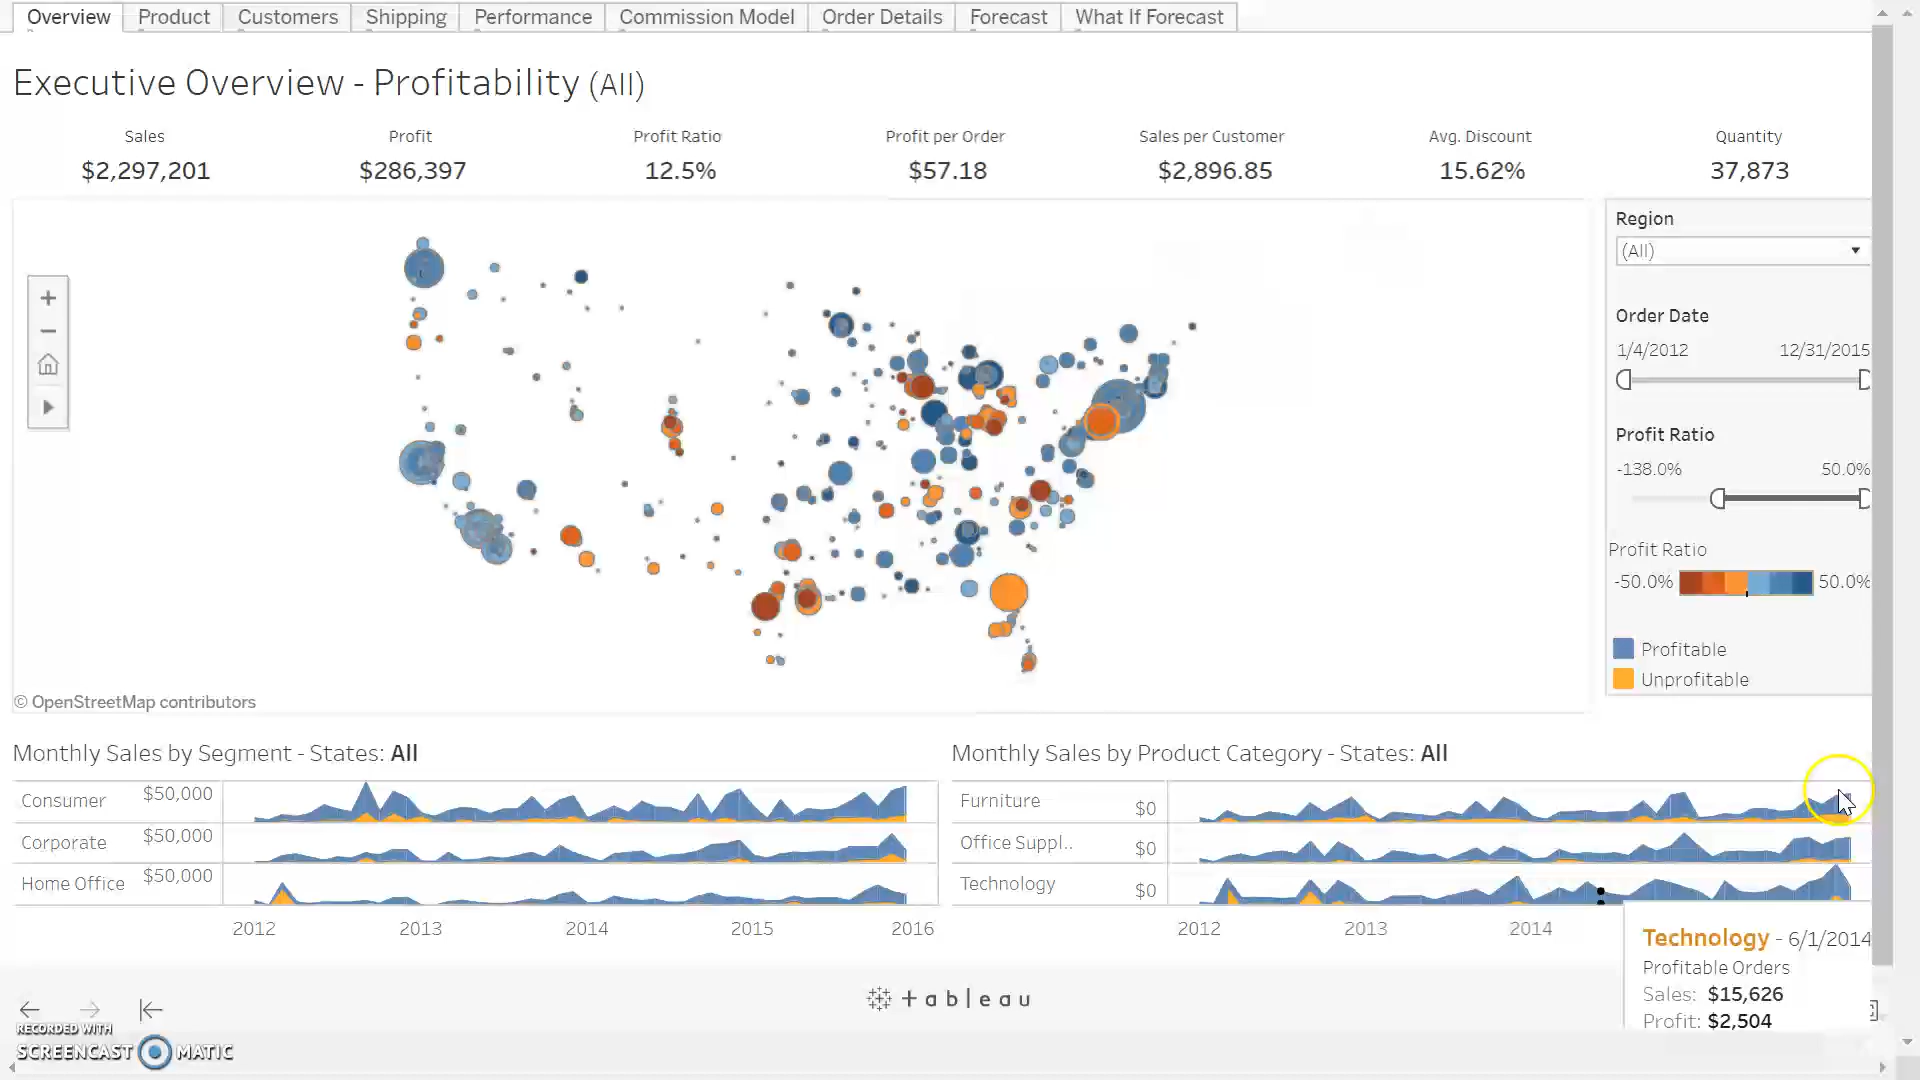 Overview Product Customers Shipping Performance Commission Model Order Details Forecast What If Forecast
Executive Overview - Profitability (All)
Sales Profit Profit Ratio Profit per Order Sales per Customer Avg. Discount Quantity
$2,297,201 $286,397 12.5% $57.18 $2,896.85 15.62% 37,873
Region
(All)
Order Date
1/4/2012 12/31/2015
Profit Ratio
-138.0% 50.0%
Profit Ratio
-50.0% 50.0%
Profitable
Unprofitable
© OpenStreetMap contributors
Monthly Sales by Segment - States: All
Consumer $50,000
Corporate $50,000
Home Office $50,000
2012 2013 2014 2015 2016
Monthly Sales by Product Category - States: All
Furniture $0
Office Suppl.. $0
Technology $0
2012 2013 2014
Technology - 6/1/2014
Profitable Orders
Sales: $15,626
Profit: $2,504
+ a b l e a u
RECORDED WITH
SCREENCAST MATIC